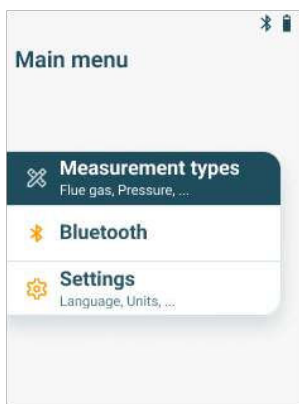 Main menu
Measurement types
Flue gas, Pressure, ...
Bluetooth
Settings
Language, Units, ...